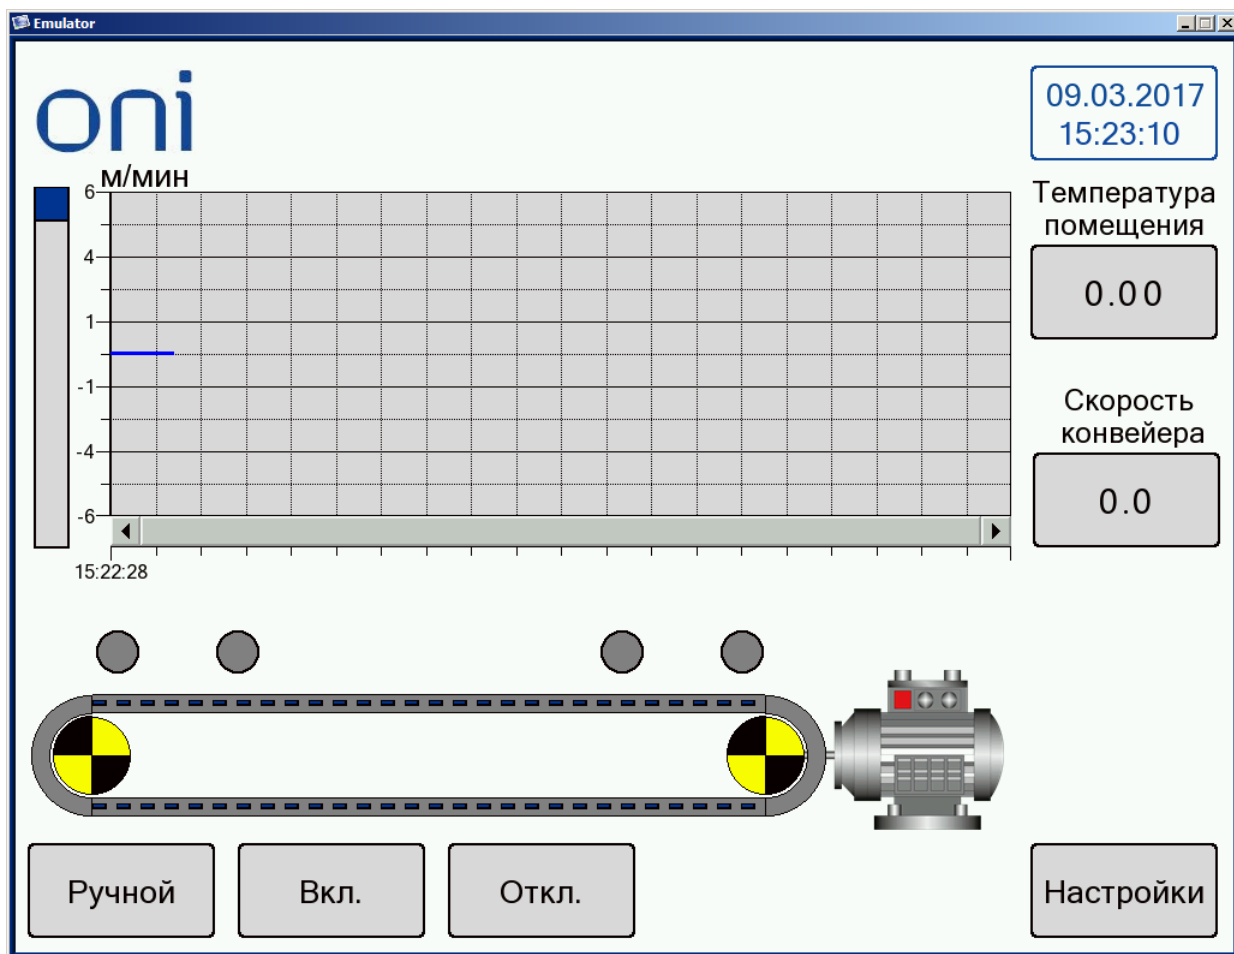 Emulator
oni
09.03.2017
15:23:10
м/мин
6
4
1
-1
-4
-6
15:22:28
Температура
помещения
0.00
Скорость
конвейера
0.0
Ручной
Вкл.
Откл.
Настройки